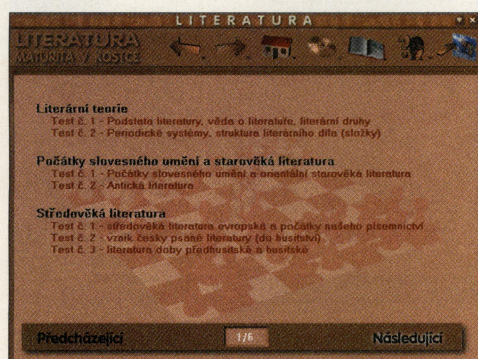 LITERATURA
LITERATURA
MATURITA V KOSTCE
Literární teorie
Test č. 1 - Podstata literatury, věda o literatuře, literární druhy
Test č. 2 - Periodické systémy, struktura literárního díla (složky)
Počátky slovesného umění a starověká literatura
Test č. 1 - Počátky slovesného umění a orientální starověká literatura
Test č. 2 - Antická literatura
Středověká literatura
Test č. 1 - středověká literatura evropská a počátky našeho písemnictví
Test č. 2 - vznik česky psané literatury (do husitství)
Test č. 3 - literatura doby předhusitské a husitské
Předcházející
1/6
Následující